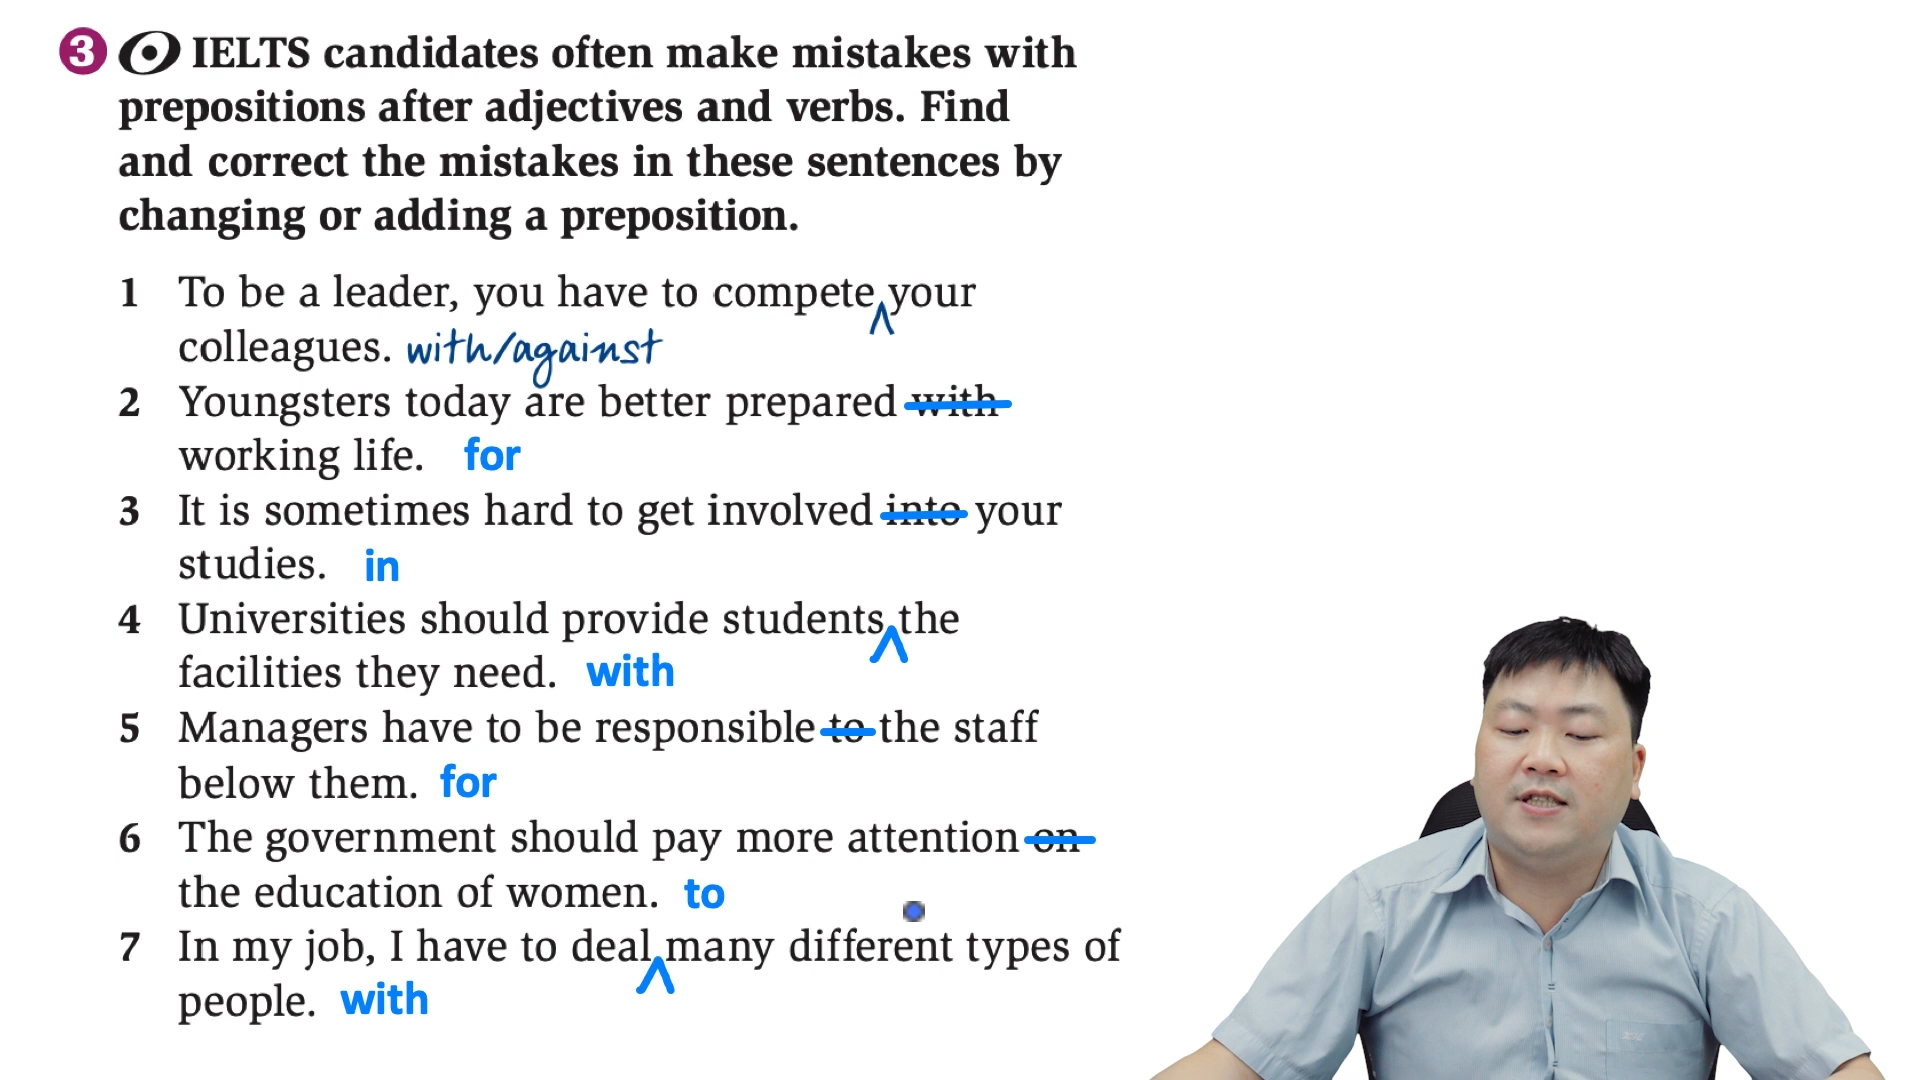 3 IELTS candidates often make mistakes with
prepositions after adjectives and verbs. Find
and correct the mistakes in these sentences by
changing or adding a preposition.
1 To be a leader, you have to compete ^ your
colleagues. with/against
2 Youngsters today are better prepared with
working life. for
3 It is sometimes hard to get involved into your
studies. in
4 Universities should provide students ^ the
facilities they need. with
5 Managers have to be responsible to the staff
below them. for
6 The government should pay more attention on
the education of women. to
7 In my job, I have to deal ^ many different types of
people. with